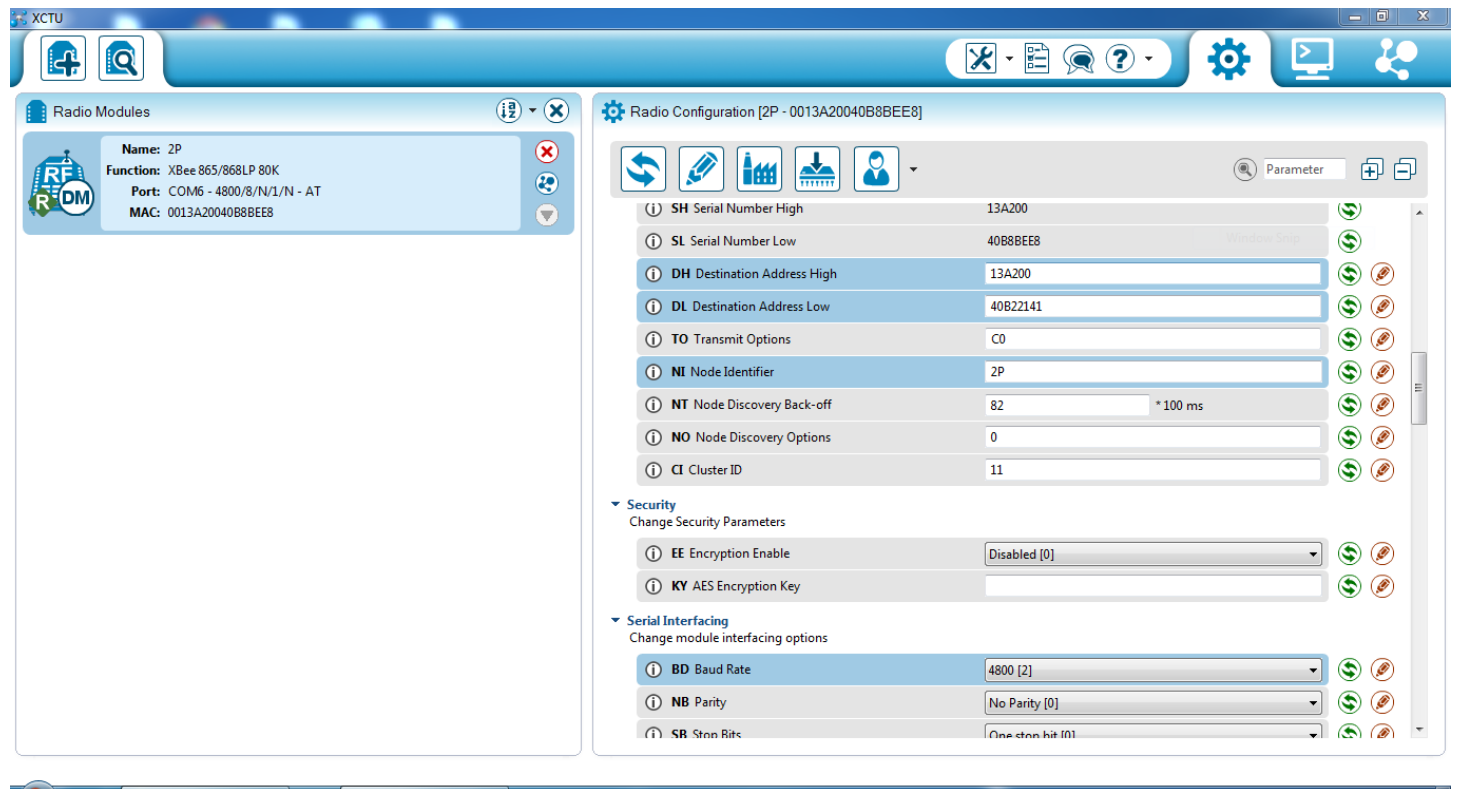 XCTU
Radio Modules
Name: 2P
Function: XBee 865/868LP 80K
Port: COM6 - 4800/8/N/1/N - AT
MAC: 0013A20040B8BEE8
RF
R DM
Radio Configuration [2P - 0013A20040B8BEE8]
Parameter
SH Serial Number High 13A200
SL Serial Number Low 40B8BEE8
Window Snip
DH Destination Address High 13A200
DL Destination Address Low 40B22141
TO Transmit Options C0
NI Node Identifier 2P
NT Node Discovery Back-off 82 * 100 ms
NO Node Discovery Options 0
CI Cluster ID 11
Security
Change Security Parameters
EE Encryption Enable Disabled [0]
KY AES Encryption Key
Serial Interfacing
Change module interfacing options
BD Baud Rate 4800 [2]
NB Parity No Parity [0]
SB Stop Bits One stop bit [0]